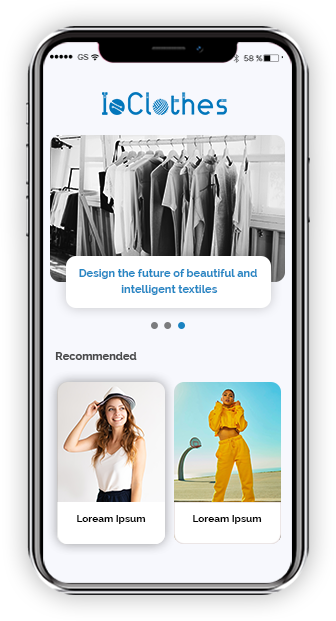 GS 58 %
IoClothes
Design the future of beautiful and
intelligent textiles
Recommended
Loream Ipsum Loream Ipsum